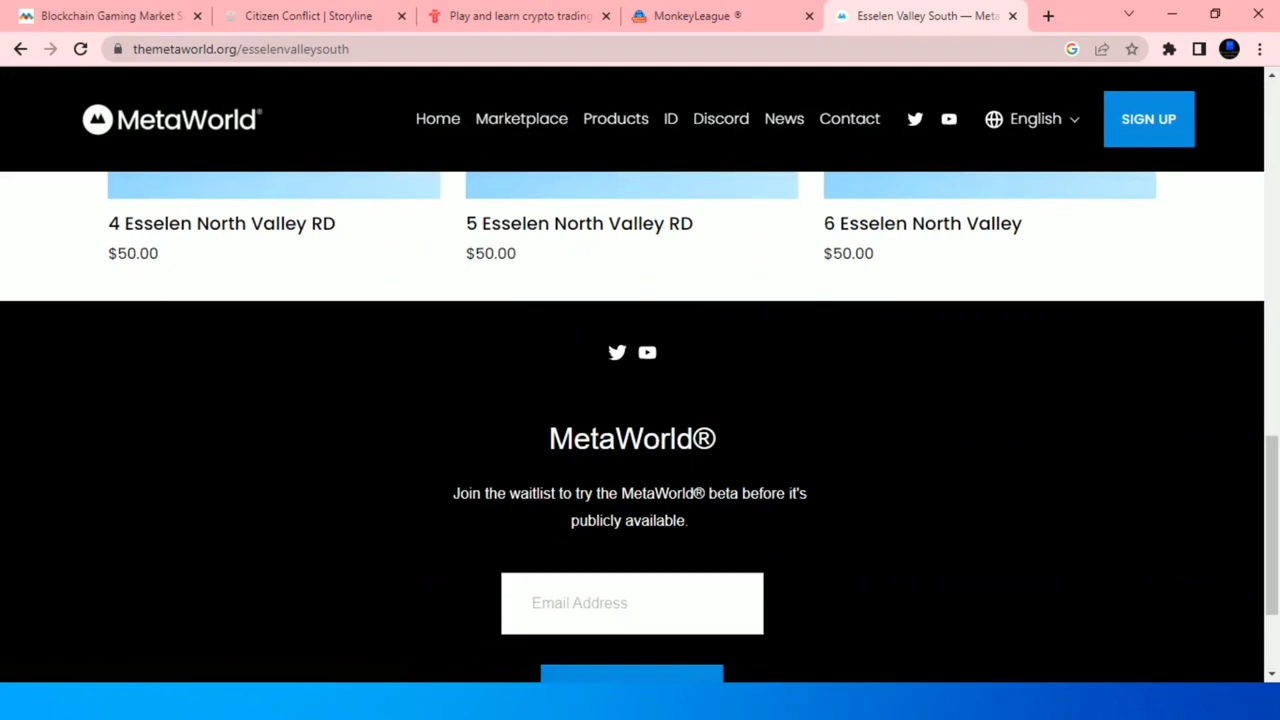 Blockchain Gaming Market S
Citizen Conflict | Storyline
Play and learn crypto trading
MonkeyLeague ®
Esselen Valley South — Meta
themetaworld.org/esselenvalleysouth
MetaWorld®
Home Marketplace Products ID Discord News Contact English SIGN UP
4 Esselen North Valley RD 5 Esselen North Valley RD 6 Esselen North Valley
$50.00 $50.00 $50.00
MetaWorld®
Join the waitlist to try the MetaWorld® beta before it's
publicly available.
Email Address